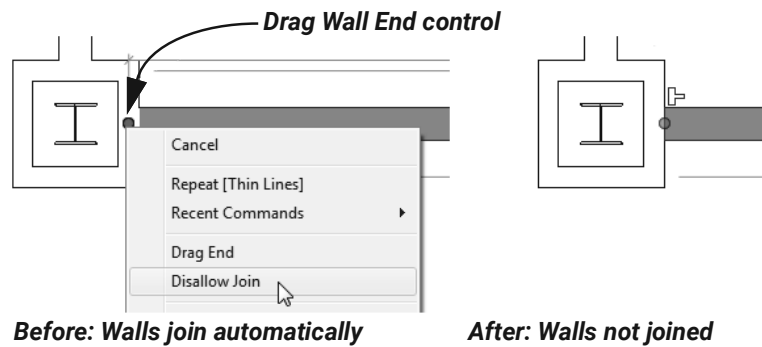 Drag Wall End control
Cancel
Repeat [Thin Lines]
Recent Commands
Drag End
Disallow Join
Before: Walls join automatically
After: Walls not joined